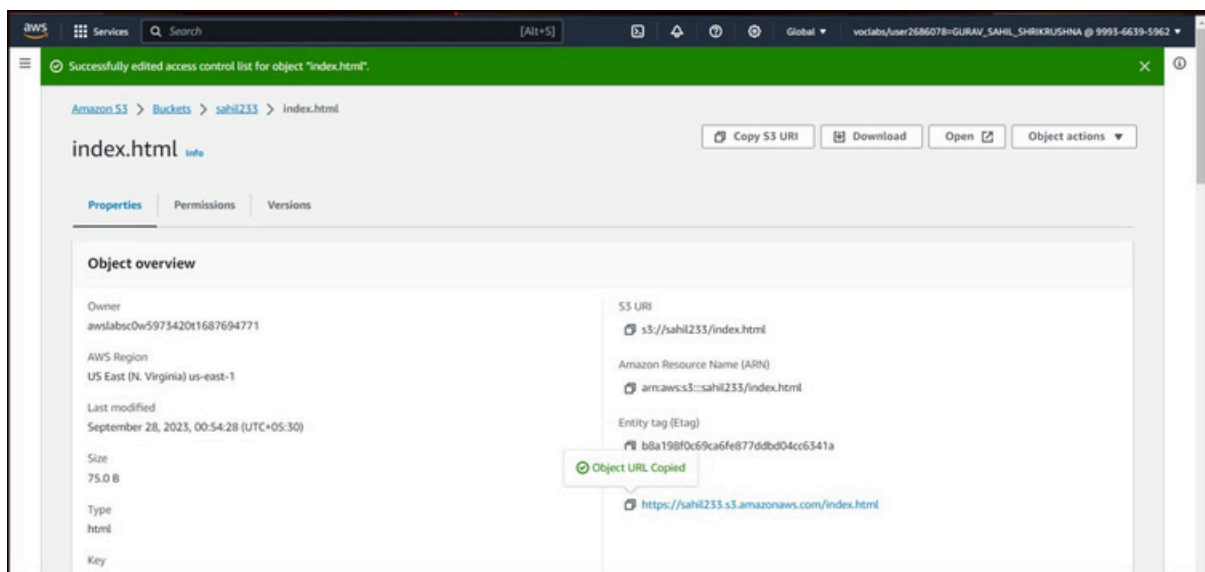 aws Services Search [Alt+S] Global voclabs/user2686078=GURAV_SAHIL_SHRIKRUSHNA @ 9993-6639-5962
Successfully edited access control list for object "index.html".
Amazon S3 > Buckets > sahil233 > index.html
index.html Info
Copy S3 URI Download Open Object actions
Properties Permissions Versions
Object overview
Owner
awslabsc0w5973420t1687694771
AWS Region
US East (N. Virginia) us-east-1
Last modified
September 28, 2023, 00:54:28 (UTC+05:30)
Size
75.0 B
Type
html
Key
S3 URI
s3://sahil233/index.html
Amazon Resource Name (ARN)
arn:aws:s3:::sahil233/index.html
Entity tag (Etag)
b8a198f0c69ca6fe877ddbd04cc6341a
Object URL Copied
https://sahil233.s3.amazonaws.com/index.html